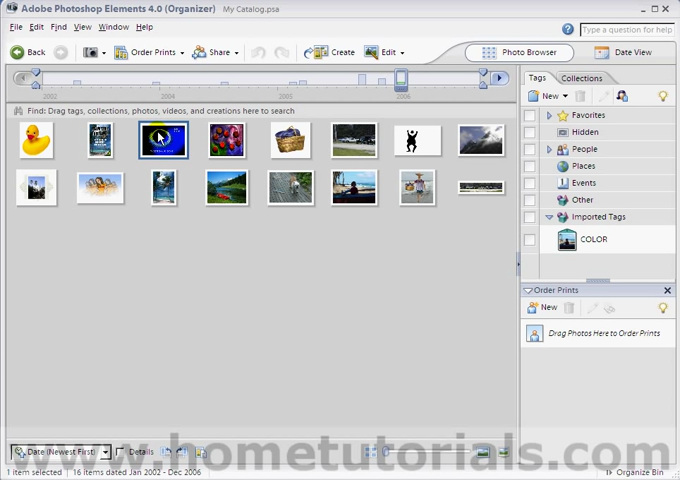 Adobe Photoshop Elements 4.0 (Organizer) My Catalog.psa
File Edit Find View Window Help
Type a question for help
Back Order Prints Share Create Edit Photo Browser Date View
2002 2004 2005 2006
Find: Drag tags, collections, photos, videos, and creations here to search
Tags Collections
New
Favorites
Hidden
People
Places
Events
Other
Imported Tags
COLOR
Order Prints
New
Drag Photos Here to Order Prints
Date (Newest First) Details
www.hometutorials.com
1 item selected 16 items dated Jan 2002 - Dec 2006 Organize Bin